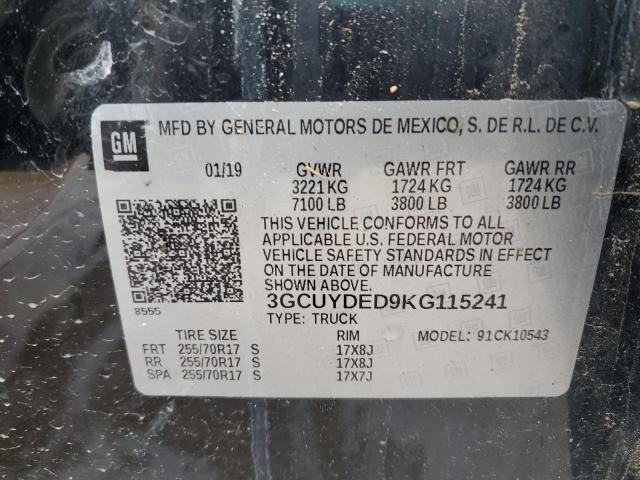 GM MFD BY GENERAL MOTORS DE MEXICO, S. DE R.L. DE C.V.
01/19 GVWR GAWR FRT GAWR RR
3221 KG 1724 KG 1724 KG
7100 LB 3800 LB 3800 LB
THIS VEHICLE CONFORMS TO ALL
APPLICABLE U.S. FEDERAL MOTOR
VEHICLE SAFETY STANDARDS IN EFFECT
ON THE DATE OF MANUFACTURE
SHOWN ABOVE.
3GCUYDED9KG115241
8555 TYPE: TRUCK
TIRE SIZE RIM MODEL: 91CK10543
FRT 255/70R17 S 17X8J
RR 255/70R17 S 17X8J
SPA 255/70R17 S 17X7J